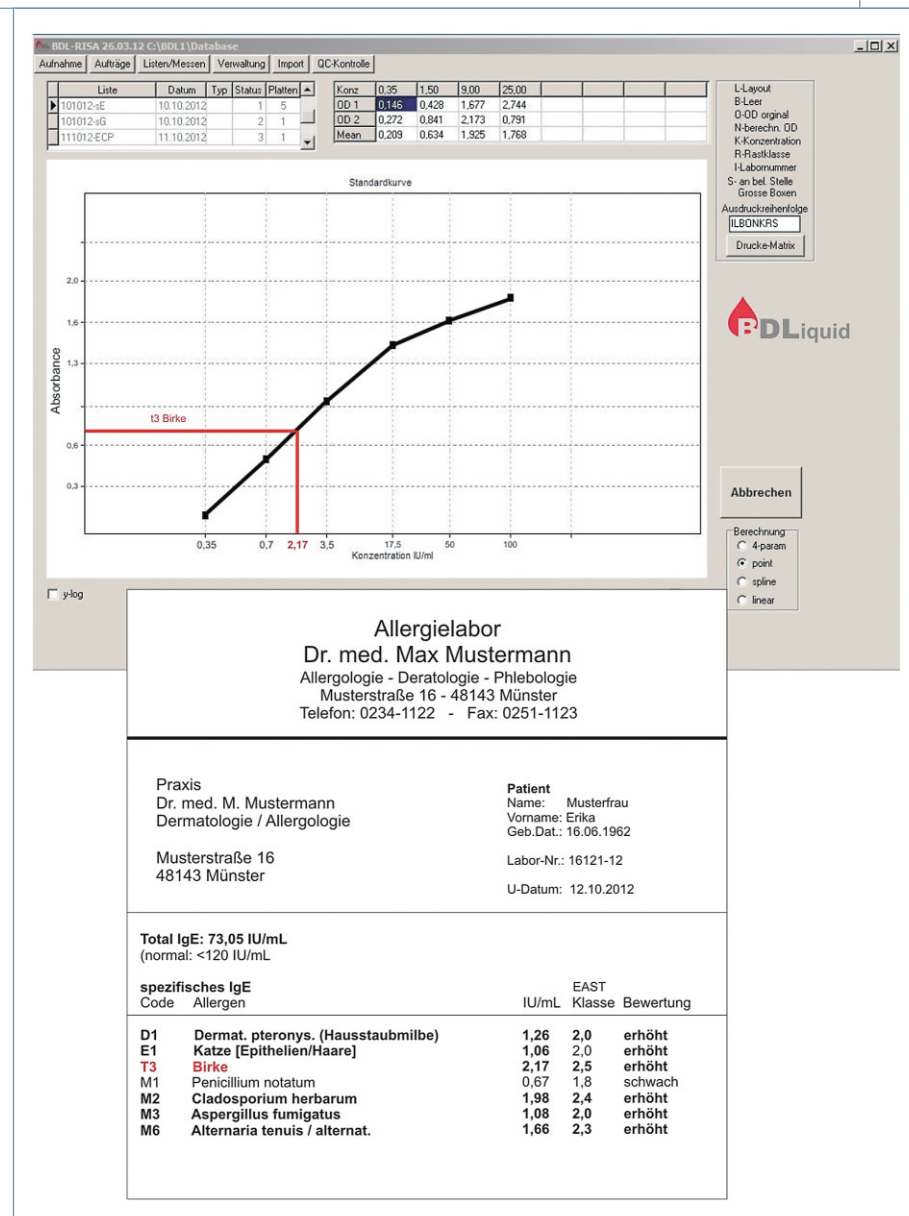 BDL-RISA 26.03.12 C:\BDL1\Database
Aufnahme Aufträge Listen/Messen Verwaltung Import QC-Kontrolle
Liste Datum Typ Status Platten
101012-sE 10.10.2012 1 5
101012-sG 10.10.2012 2 1
111012-ECP 11.10.2012 3 1
Konz 0,35 1,50 9,00 25,00
OD 1 0,146 0,428 1,677 2,744
OD 2 0,272 0,841 2,173 0,791
Mean 0,209 0,634 1,925 1,768
L-Layout
B-Leer
O-OD orginal
N-berechn. OD
K-Konzentration
R-Rastklasse
I-Labornummer
S- an bel. Stelle
Grosse Boxen
Ausdruckreihenfolge
ILBONKRS
Drucke-Matrix
Standardkurve
2,0
1,6
1,3
0,6
0,3
Absorbance
t3 Birke
0,35 0,7 2,17 3,5 17,5 50 100
Konzentration IU/ml
BDLiquid
Abbrechen
Berechnung
4-param
point
spline
linear
y-log
Allergielabor
Dr. med. Max Mustermann
Allergologie - Deratologie - Phlebologie
Musterstraße 16 - 48143 Münster
Telefon: 0234-1122 - Fax: 0251-1123
Praxis
Dr. med. M. Mustermann
Dermatologie / Allergologie
Musterstraße 16
48143 Münster
Patient
Name: Musterfrau
Vorname: Erika
Geb.Dat.: 16.06.1962
Labor-Nr.: 16121-12
U-Datum: 12.10.2012
Total IgE: 73,05 IU/mL
(normal: <120 IU/mL
spezifisches IgE EAST
Code Allergen IU/mL Klasse Bewertung
D1 Dermat. pteronys. (Hausstaubmilbe) 1,26 2,0 erhöht
E1 Katze [Epithelien/Haare] 1,06 2,0 erhöht
T3 Birke 2,17 2,5 erhöht
M1 Penicillium notatum 0,67 1,8 schwach
M2 Cladosporium herbarum 1,98 2,4 erhöht
M3 Aspergillus fumigatus 1,08 2,0 erhöht
M6 Alternaria tenuis / alternat. 1,66 2,3 erhöht